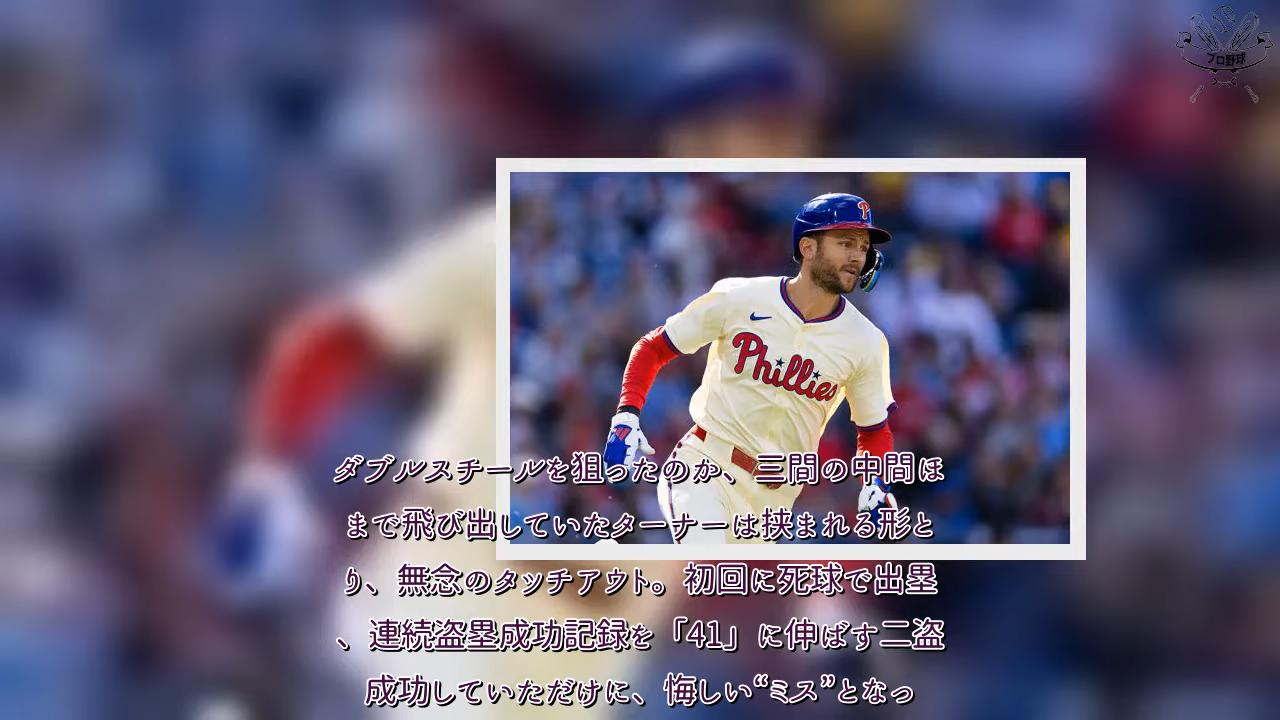 プロ野球
P
Phillies
ダブルスチールを狙ったのか、三間の中間ほ
まで飛び出していたターナーは挟まれる形と
り、無念のタッチアウト。初回に死球で出塁
、連続盗塁成功記録を「41」に伸ばす二盗
成功していただけに、悔しい“ミス”となっ